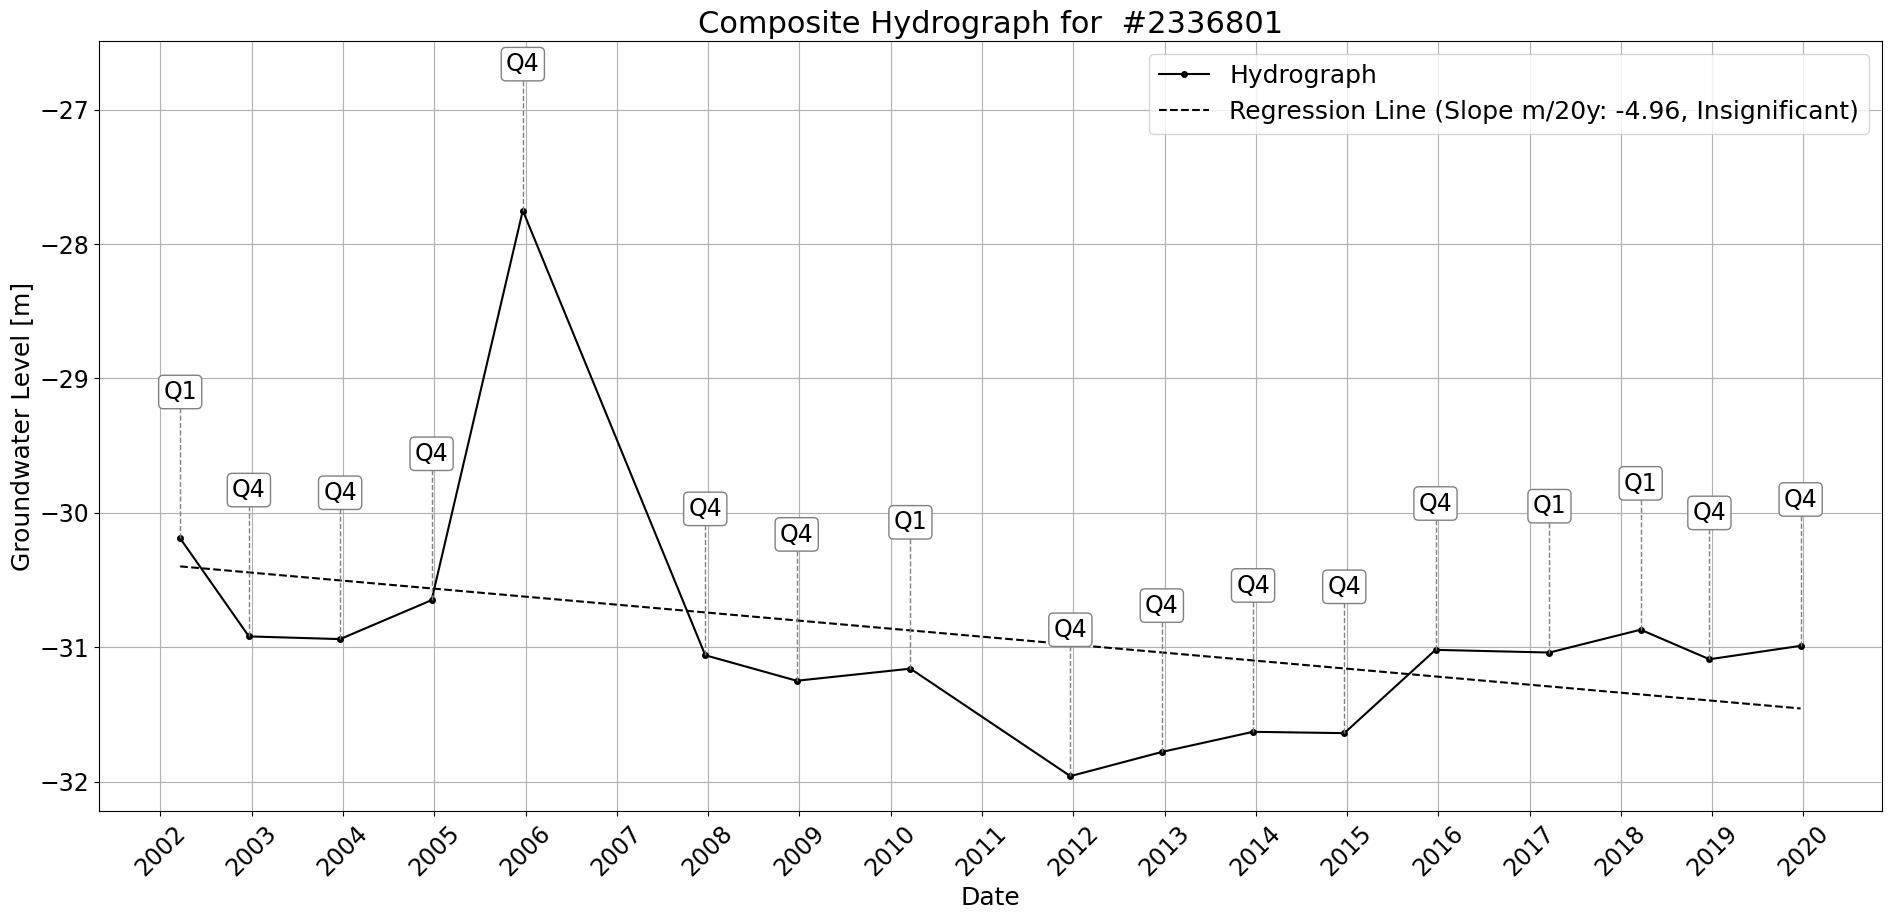 Composite Hydrograph for  #2336801
Hydrograph
Regression Line (Slope m/20y: -4.96, Insignificant)
Groundwater Level [m]
−27
−28
−29
−30
−31
−32
Q1
Q4
Q4
Q4
Q4
Q4
Q4
Q1
Q4
Q4
Q4
Q4
Q4
Q1
Q1
Q4
Q4
2002
2003
2004
2005
2006
2007
2008
2009
2010
2011
2012
2013
2014
2015
2016
2017
2018
2019
2020
Date